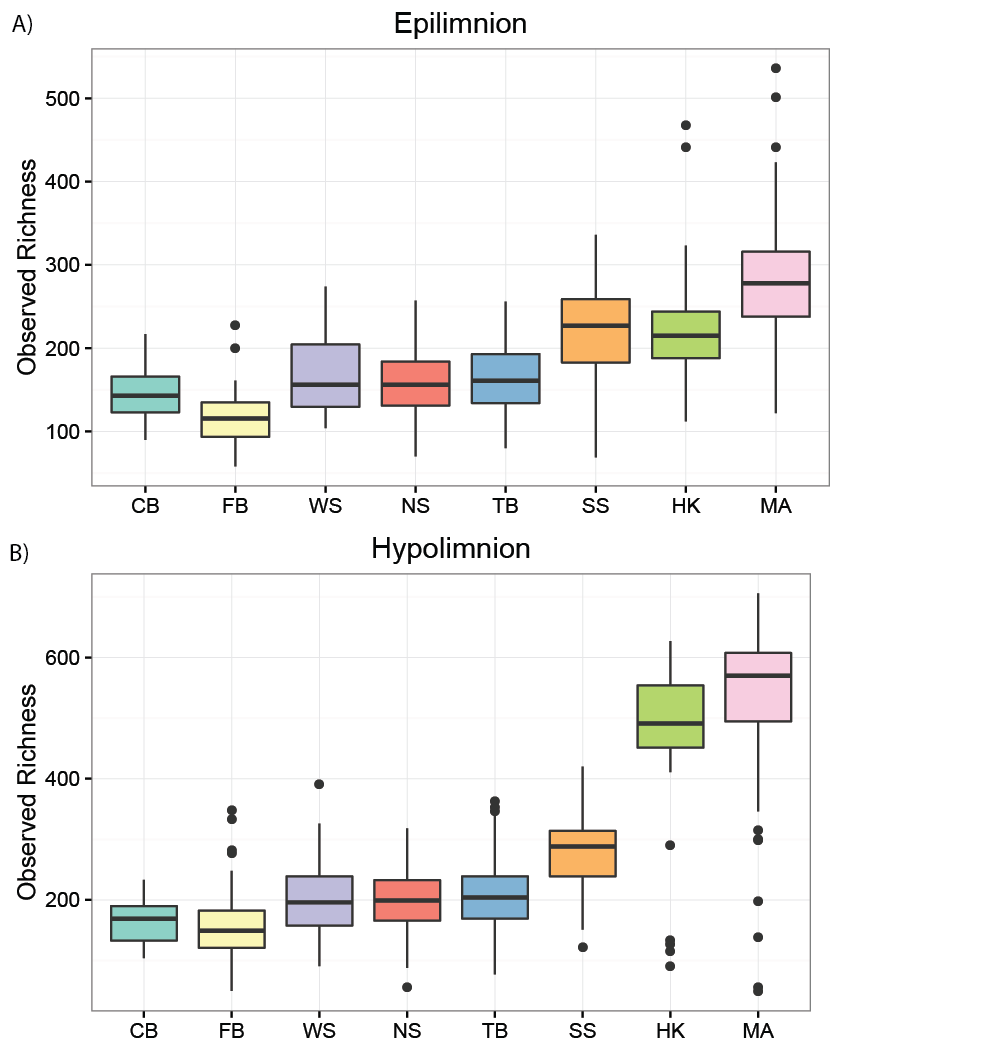 A)
Epilimnion
Observed Richness
500
400
300
200
100
CB FB WS NS TB SS HK MA
B)
Hypolimnion
Observed Richness
600
400
200
CB FB WS NS TB SS HK MA